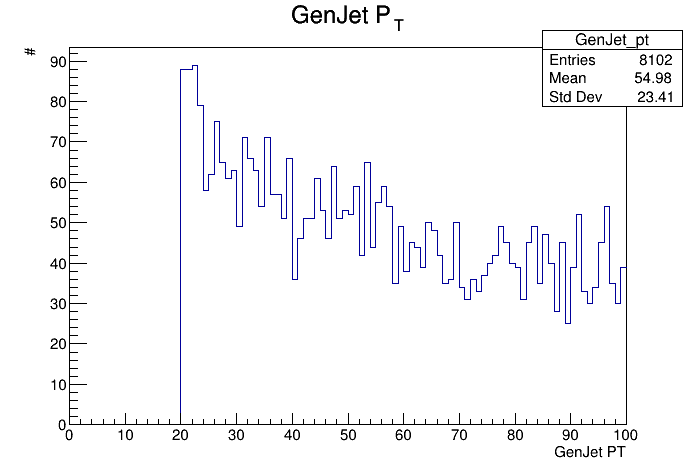 GenJet P_T
#
GenJet_pt
Entries 8102
Mean 54.98
Std Dev 23.41
90
80
70
60
50
40
30
20
10
0
0 10 20 30 40 50 60 70 80 90 100
GenJet PT